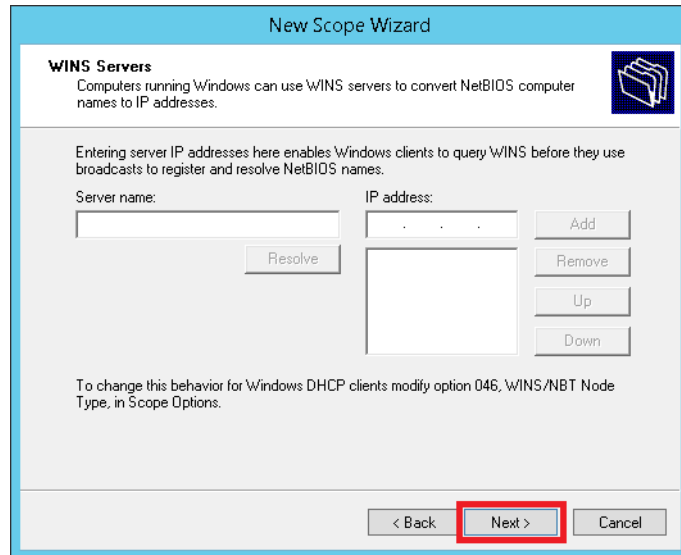 New Scope Wizard
WINS Servers
Computers running Windows can use WINS servers to convert NetBIOS computer
names to IP addresses.
Entering server IP addresses here enables Windows clients to query WINS before they use
broadcasts to register and resolve NetBIOS names.
Server name:
IP address:
. . .
Add
Resolve
Remove
Up
Down
To change this behavior for Windows DHCP clients modify option 046, WINS/NBT Node
Type, in Scope Options.
< Back
Next >
Cancel